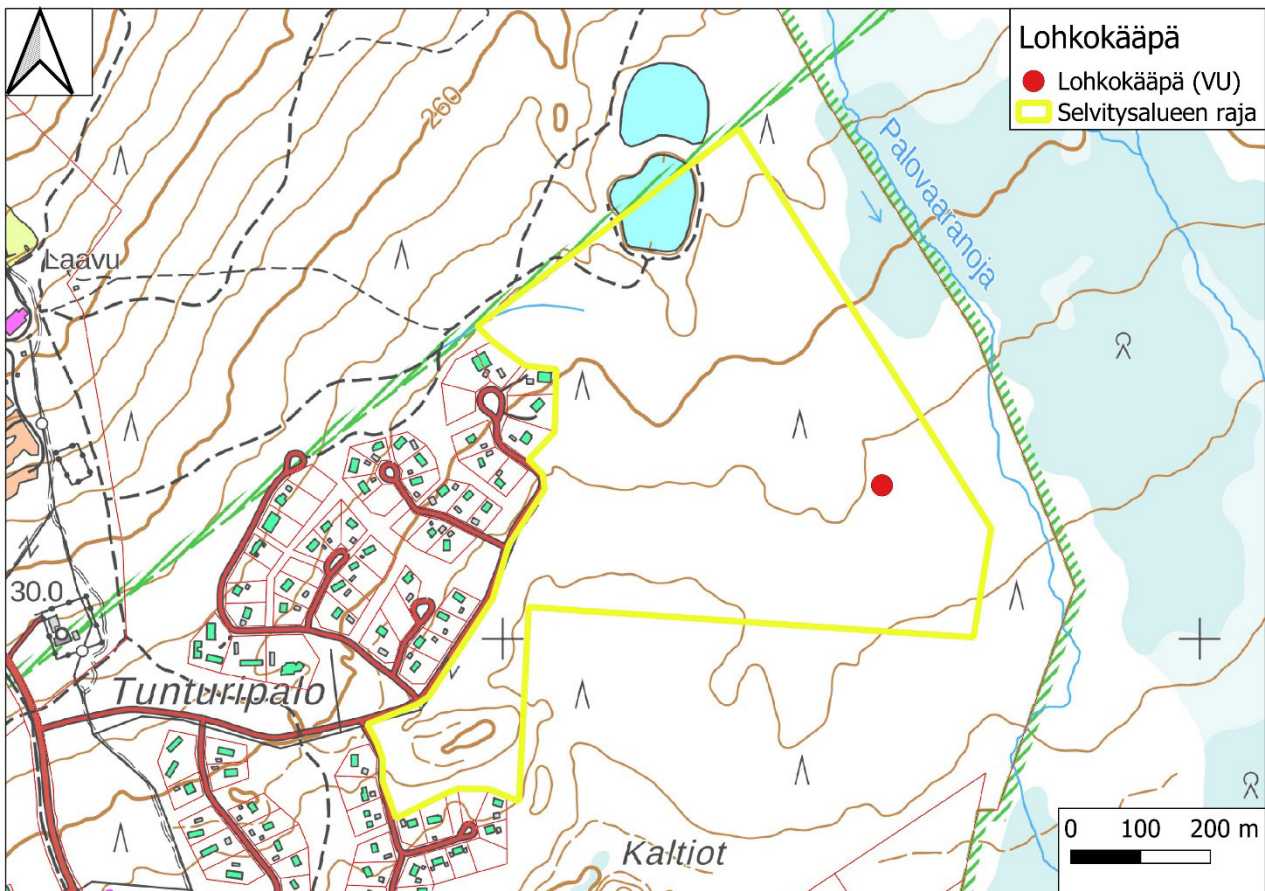 Lohkokääpä
Lohkokääpä (VU)
Selvitysalueen raja
260
Palovaaranoja
Laavu
30.0
Tunturipalo
Kaltiot
0 100 200 m